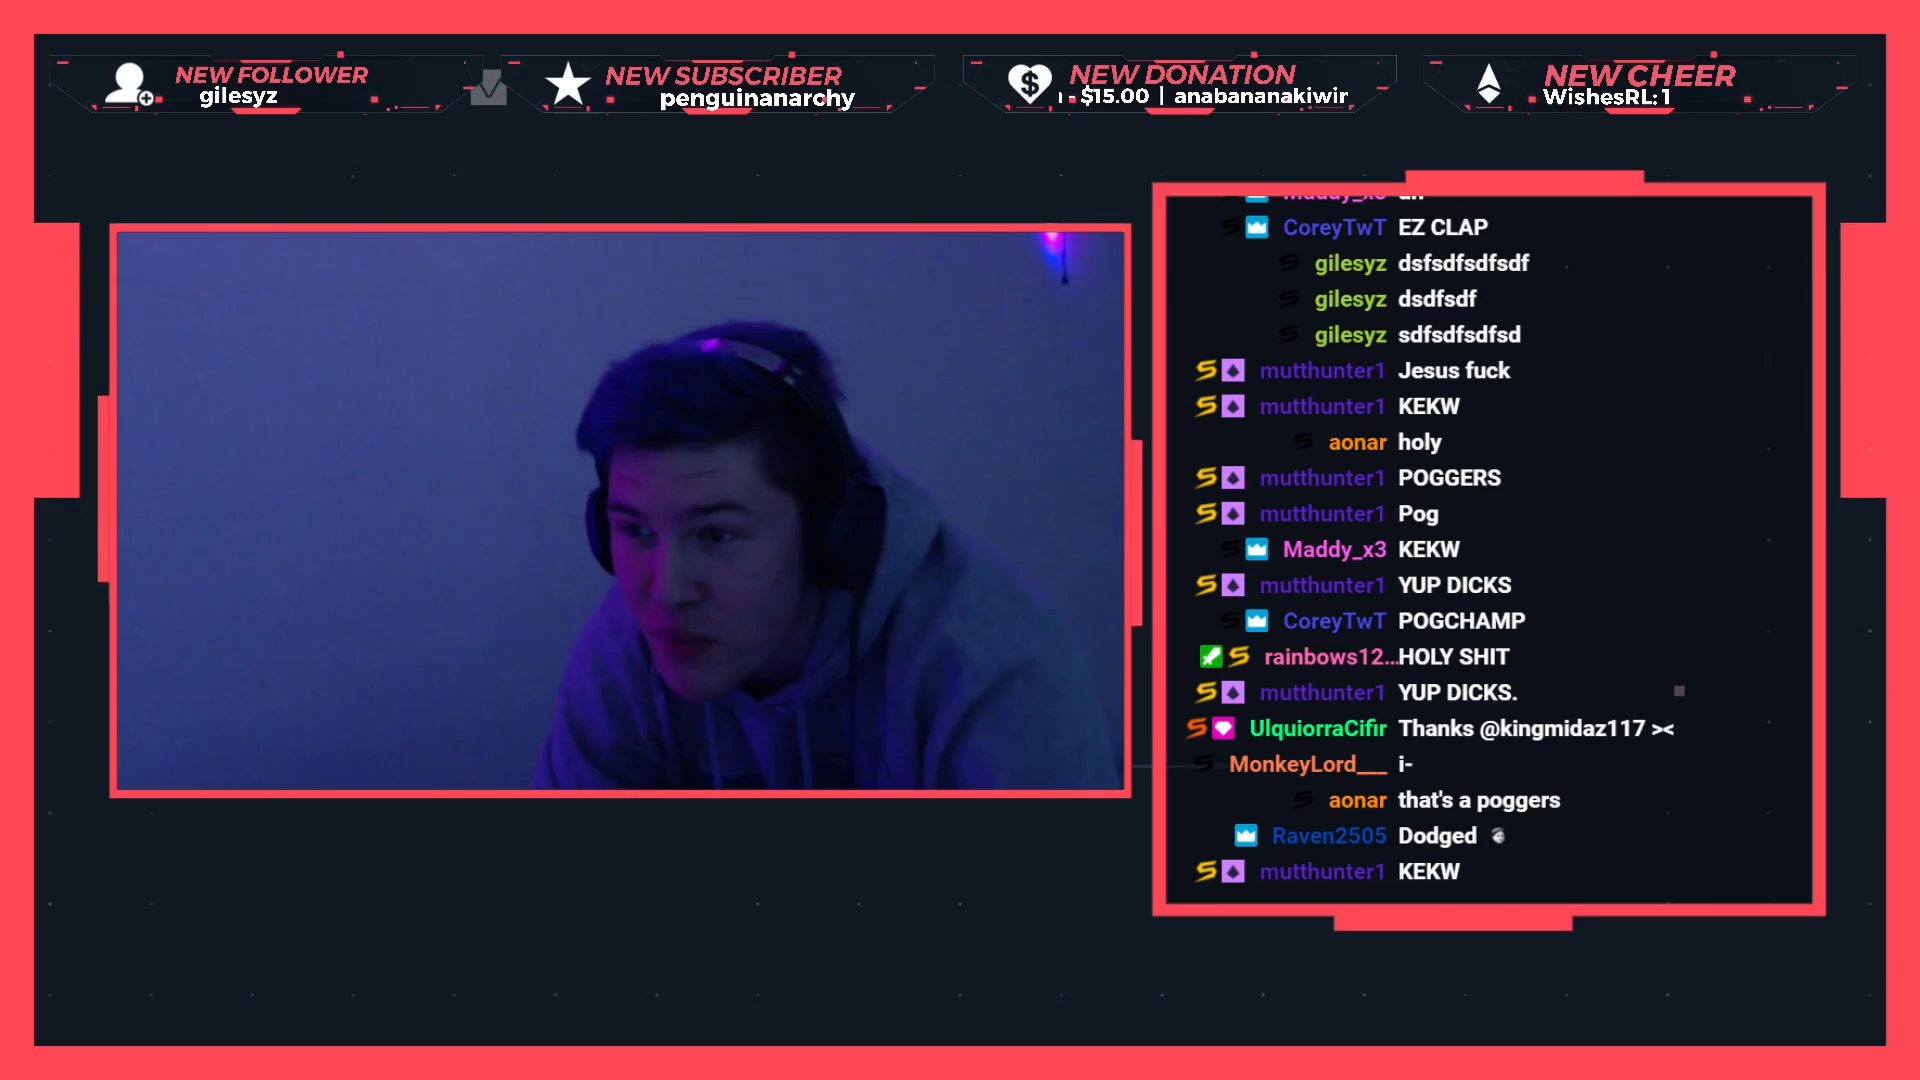 NEW FOLLOWER
gilesyz
NEW SUBSCRIBER
penguinanarchy
NEW DONATION
- $15.00 | anabananakiwir
NEW CHEER
WishesRL: 1
CoreyTwT EZ CLAP
gilesyz dsfsdfsdfsdf
gilesyz dsdfsdf
gilesyz sdfsdfsdfsd
mutthunter1 Jesus fuck
mutthunter1 KEKW
aonar holy
mutthunter1 POGGERS
mutthunter1 Pog
Maddy_x3 KEKW
mutthunter1 YUP DICKS
CoreyTwT POGCHAMP
rainbows12...HOLY SHIT
mutthunter1 YUP DICKS.
UlquiorraCifir Thanks @kingmidaz117 ><
MonkeyLord___ i-
aonar that's a poggers
Raven2505 Dodged
mutthunter1 KEKW